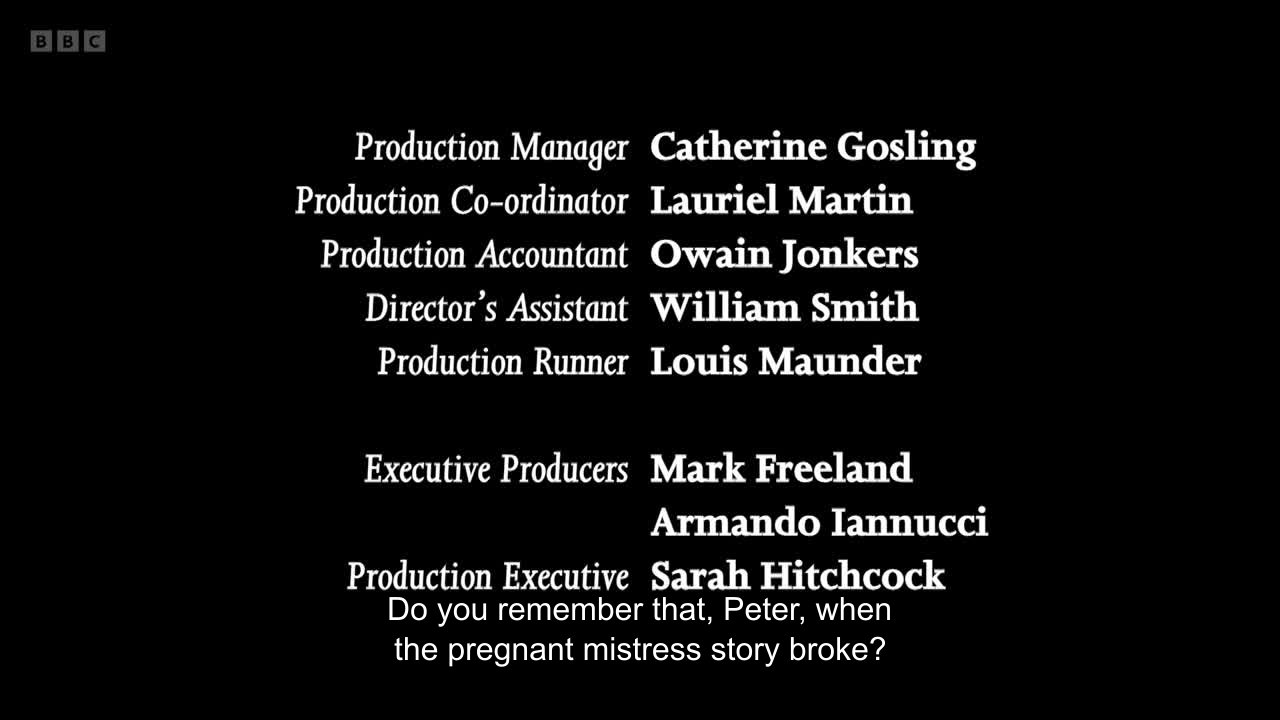 BBC
Production Manager Catherine Gosling
Production Co-ordinator Lauriel Martin
Production Accountant Owain Jonkers
Director's Assistant William Smith
Production Runner Louis Maunder
Executive Producers Mark Freeland
Armando Iannucci
Production Executive Sarah Hitchcock
Do you remember that, Peter, when
the pregnant mistress story broke?